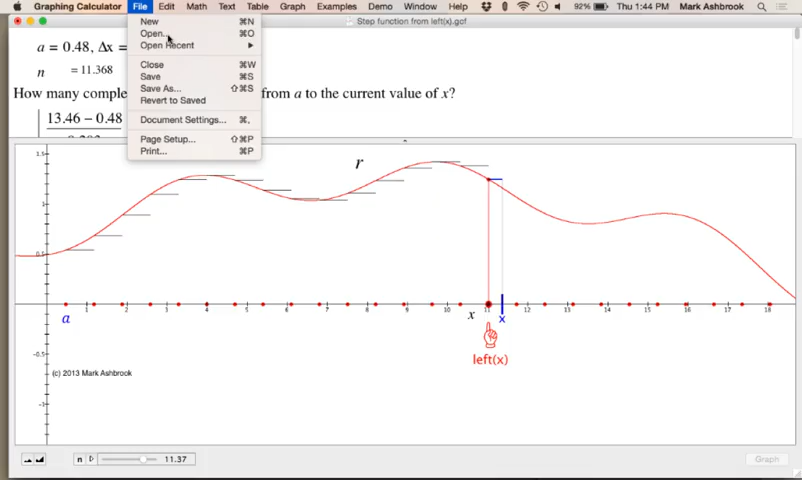 Graphing Calculator File Edit Math Text Table Graph Examples Demo Window Help 92% Thu 1:44 PM Mark Ashbrook
Step function from left(x).gcf
New ⌘N
Open... ⌘O
Open Recent
Close ⌘W
Save ⌘S
Save As... ⇧⌘S
Revert to Saved
Document Settings... ⌘,
Page Setup... ⇧⌘P
Print... ⌘P
a = 0.48, Δx =
n = 11.368
How many comple from a to the current value of x?
13.46 − 0.48
r
1.5
1
0.5
1 2 3 4 5 6 7 8 9 10 11 12 13 14 15 16 17 18
a x x
left(x)
-0.5
(c) 2013 Mark Ashbrook
-1
n 11.37 Graph